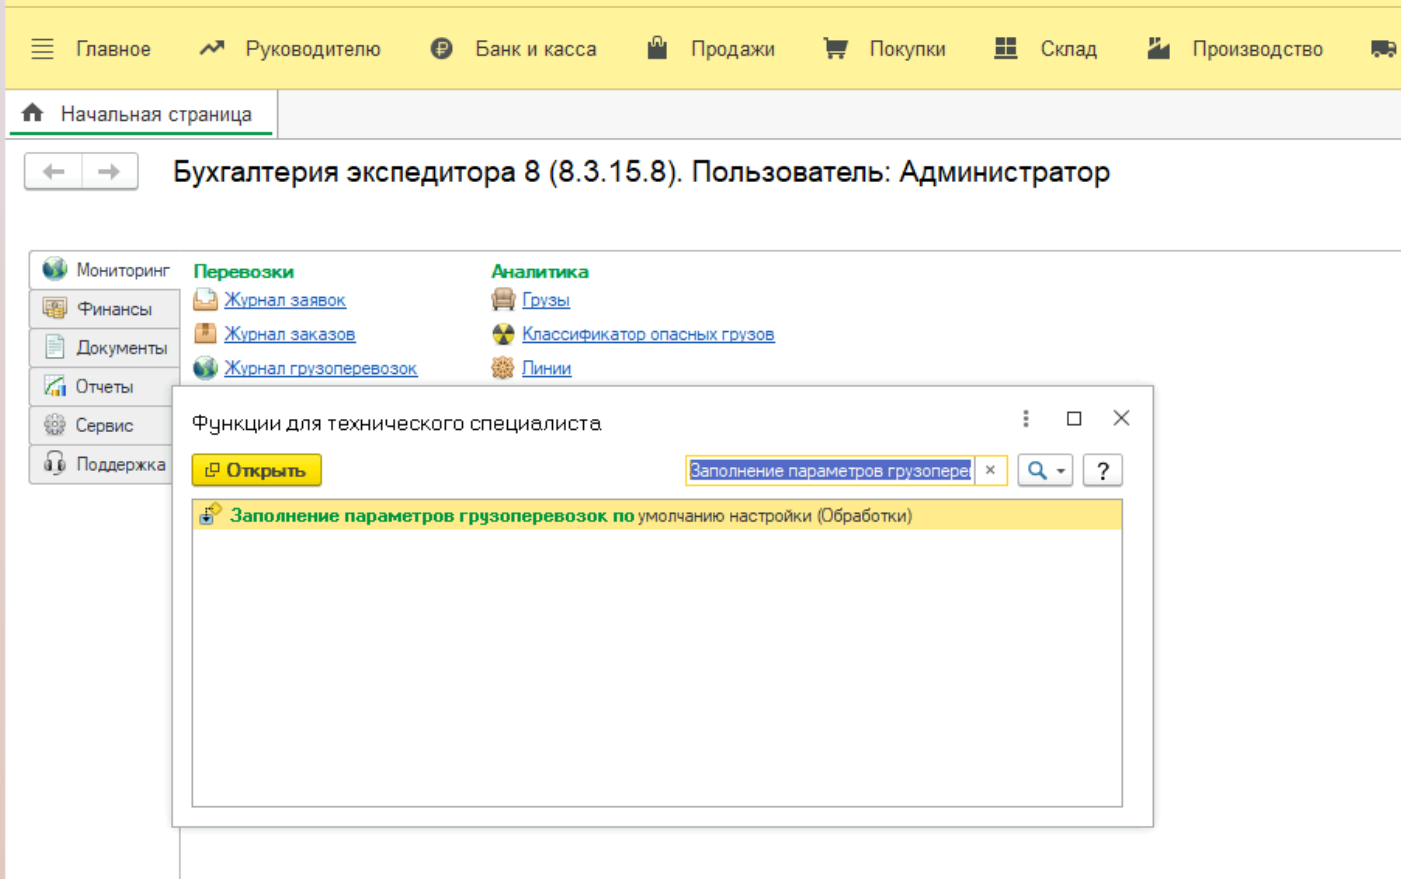 Главное Руководителю Банк и касса Продажи Покупки Склад Производство
Начальная страница
Бухгалтерия экспедитора 8 (8.3.15.8). Пользователь: Администратор
Мониторинг
Финансы
Документы
Отчеты
Сервис
Поддержка
Перевозки
Журнал заявок
Журнал заказов
Журнал грузоперевозок
Аналитика
Грузы
Классификатор опасных грузов
Линии
Функции для технического специалиста
Открыть
Заполнение параметров грузопере
?
Заполнение параметров грузоперевозок по умолчанию настройки (Обработки)